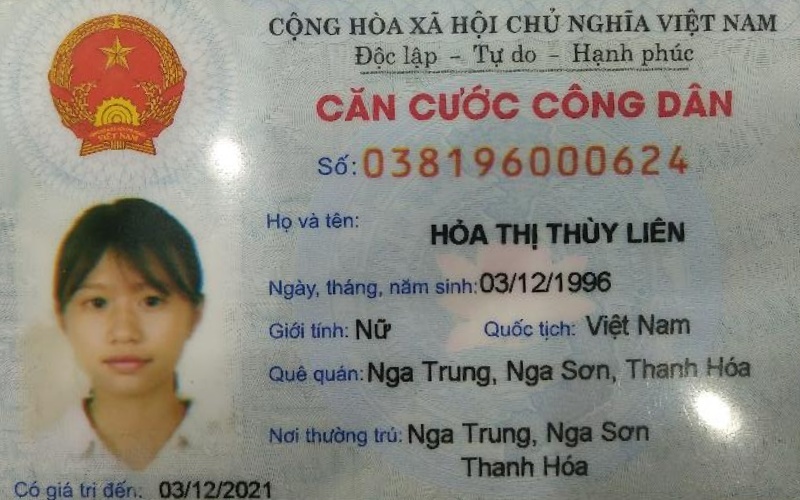 CỘNG HÒA XÃ HỘI CHỦ NGHĨA VIỆT NAM
Độc lập - Tự do - Hạnh phúc
CĂN CƯỚC CÔNG DÂN
Số: 038196000624
Họ và tên: HỎA THỊ THÙY LIÊN
Ngày, tháng, năm sinh: 03/12/1996
Giới tính: Nữ Quốc tịch: Việt Nam
Quê quán: Nga Trung, Nga Sơn, Thanh Hóa
Nơi thường trú: Nga Trung, Nga Sơn
Thanh Hóa
Có giá trị đến: 03/12/2021
VIỆT NAM